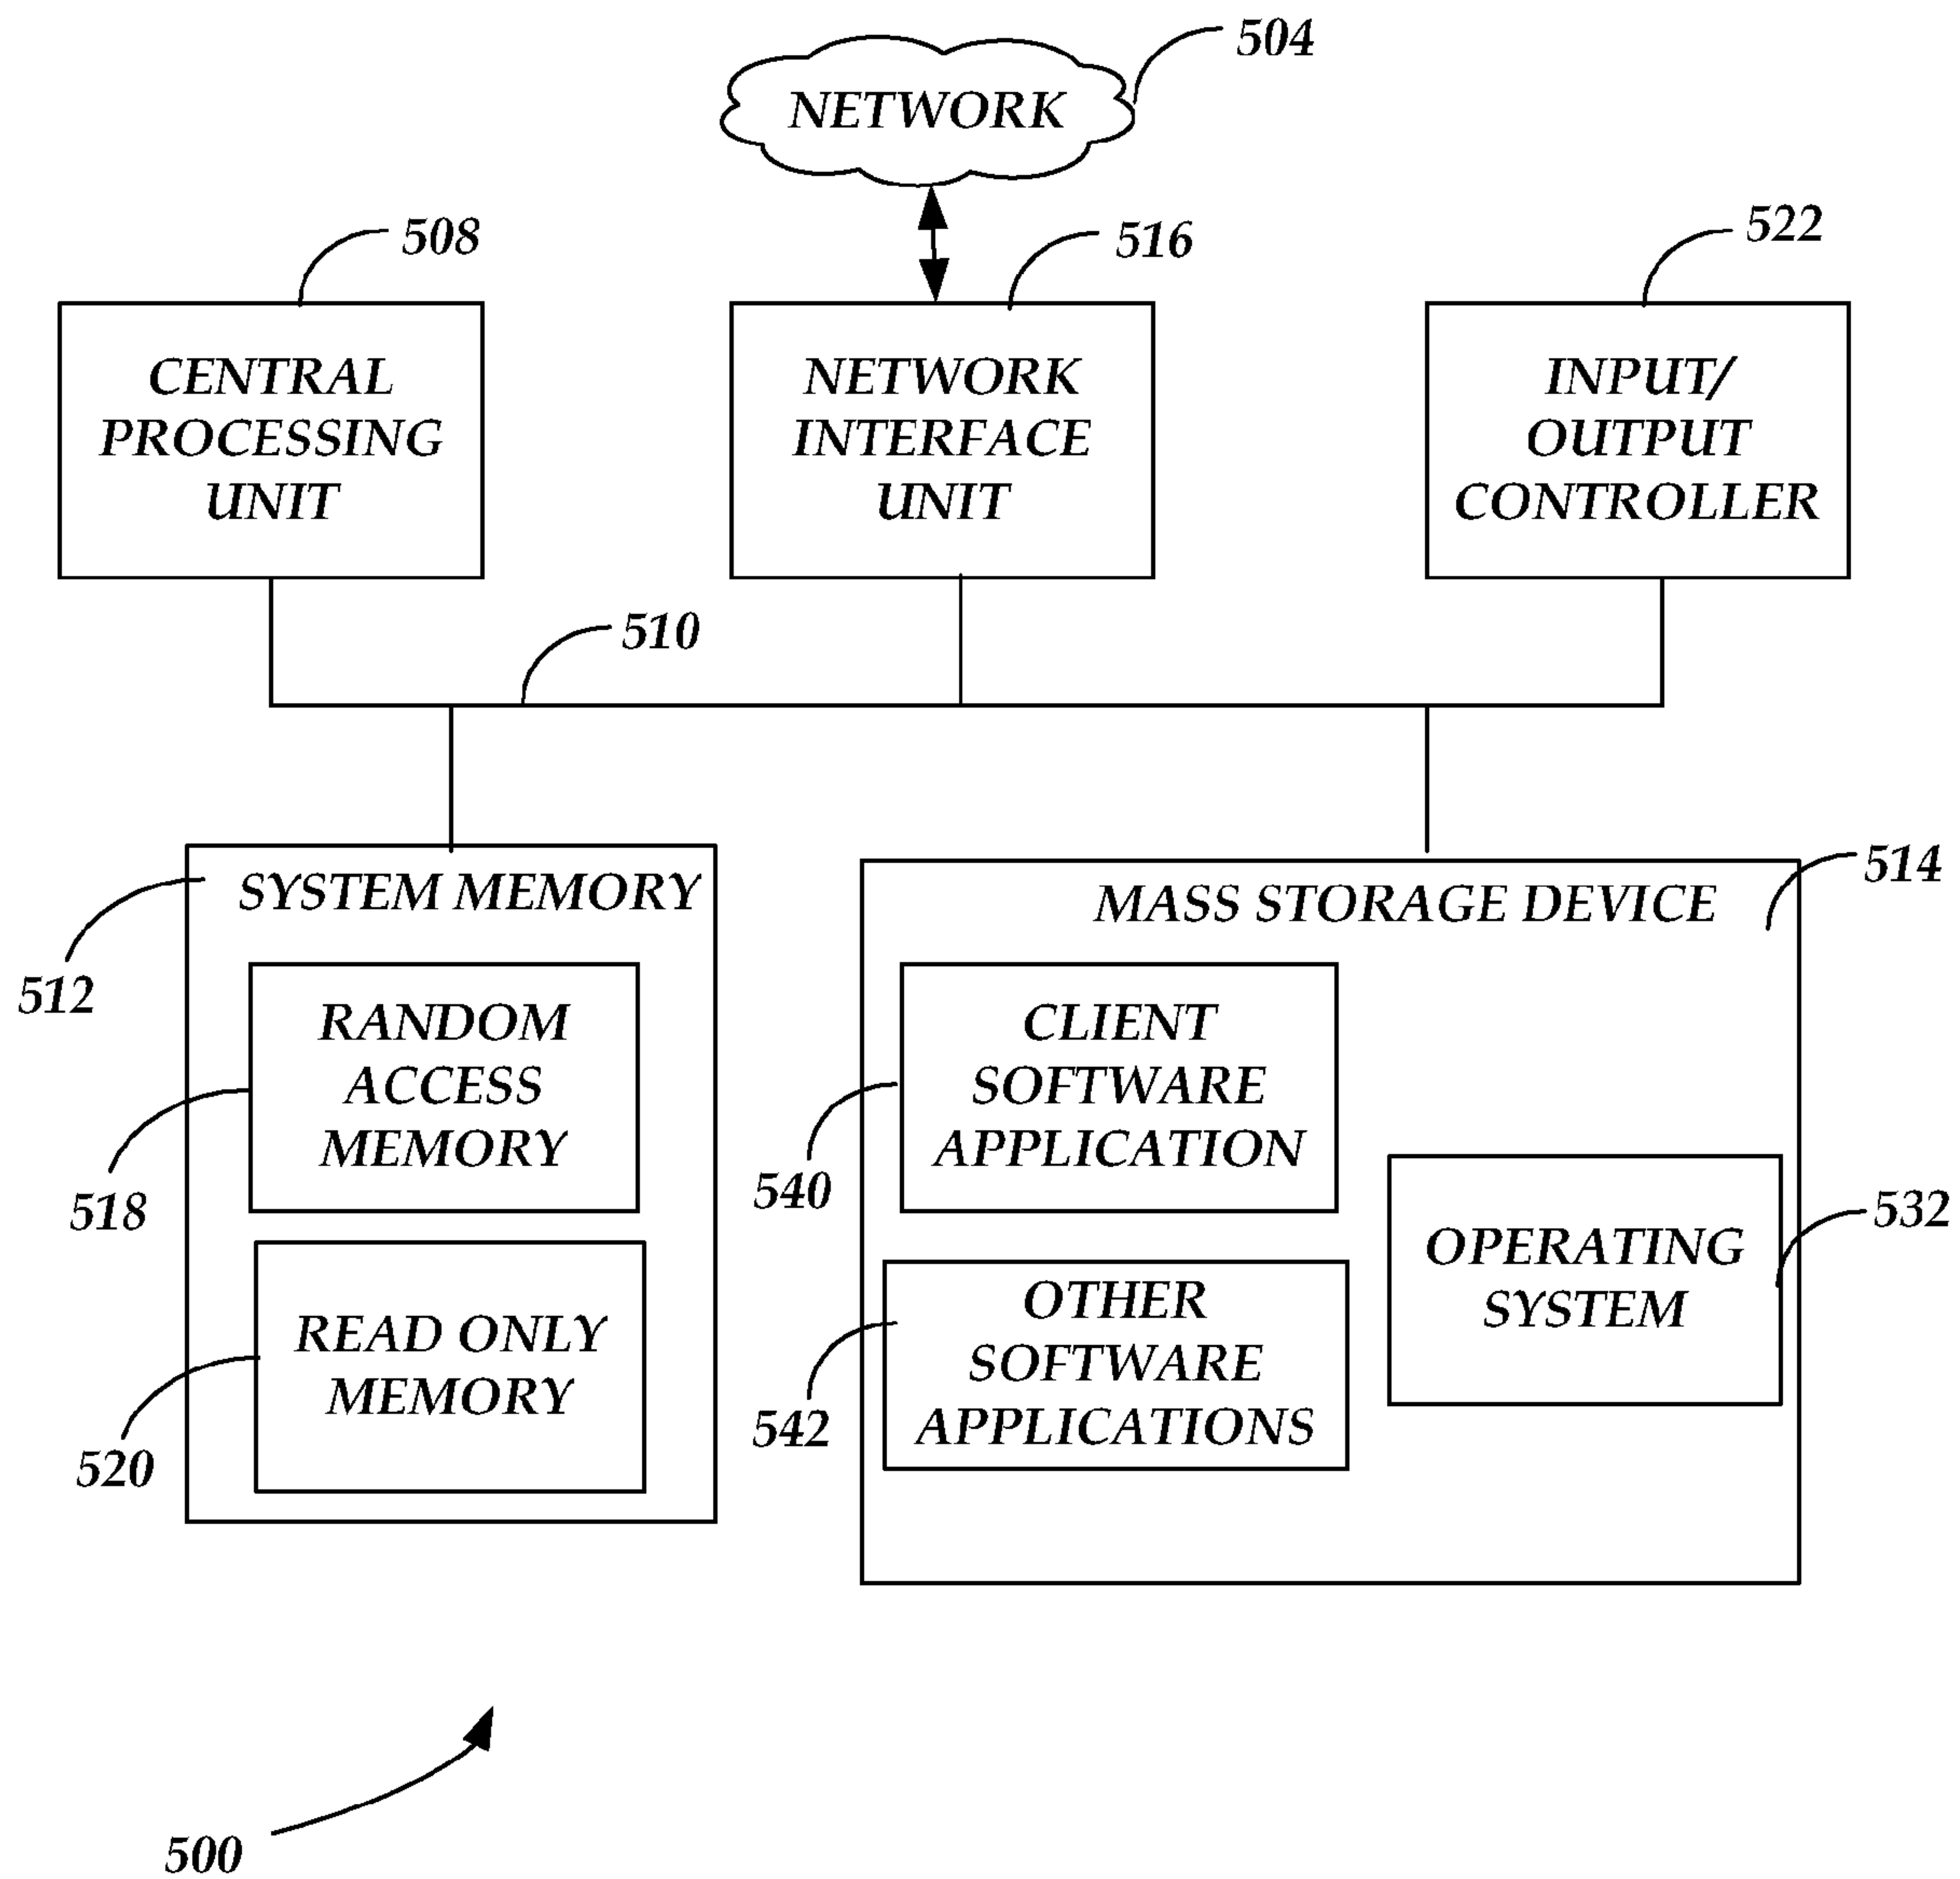 504
NETWORK
508
516
522
CENTRAL
PROCESSING
UNIT
NETWORK
INTERFACE
UNIT
INPUT/
OUTPUT
CONTROLLER
510
512
SYSTEM MEMORY
514
MASS STORAGE DEVICE
RANDOM
ACCESS
MEMORY
518
CLIENT
SOFTWARE
APPLICATION
540
532
OPERATING
SYSTEM
READ ONLY
MEMORY
520
OTHER
SOFTWARE
APPLICATIONS
542
500